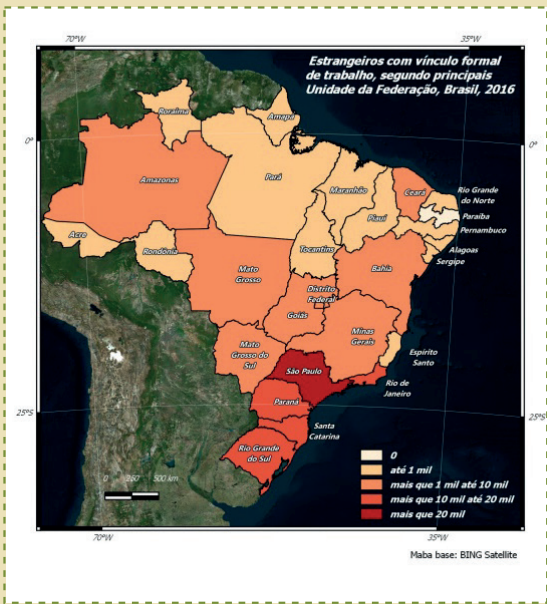 70°W
35°W
Estrangeiros com vínculo formal
de trabalho, segundo principais
Unidade da Federação, Brasil, 2016
0°
0°
Roraima
Amapá
Amazonas
Pará
Maranhão
Ceará
Rio Grande
do Norte
Paraíba
Piauí
Pernambuco
Acre
Alagoas
Rondônia
Tocantins
Sergipe
Mato
Grosso
Bahia
Distrito
Federal
Goiás
Minas
Gerais
Mato
Grosso do
Sul
Espírito
Santo
São Paulo
Rio de
Janeiro
Paraná
25°S
25°S
Santa
Catarina
Rio Grande
do Sul
0
até 1 mil
mais que 1 mil até 10 mil
mais que 10 mil até 20 mil
mais que 20 mil
0 250 500 km
70°W
35°W
Maba base: BING Satellite